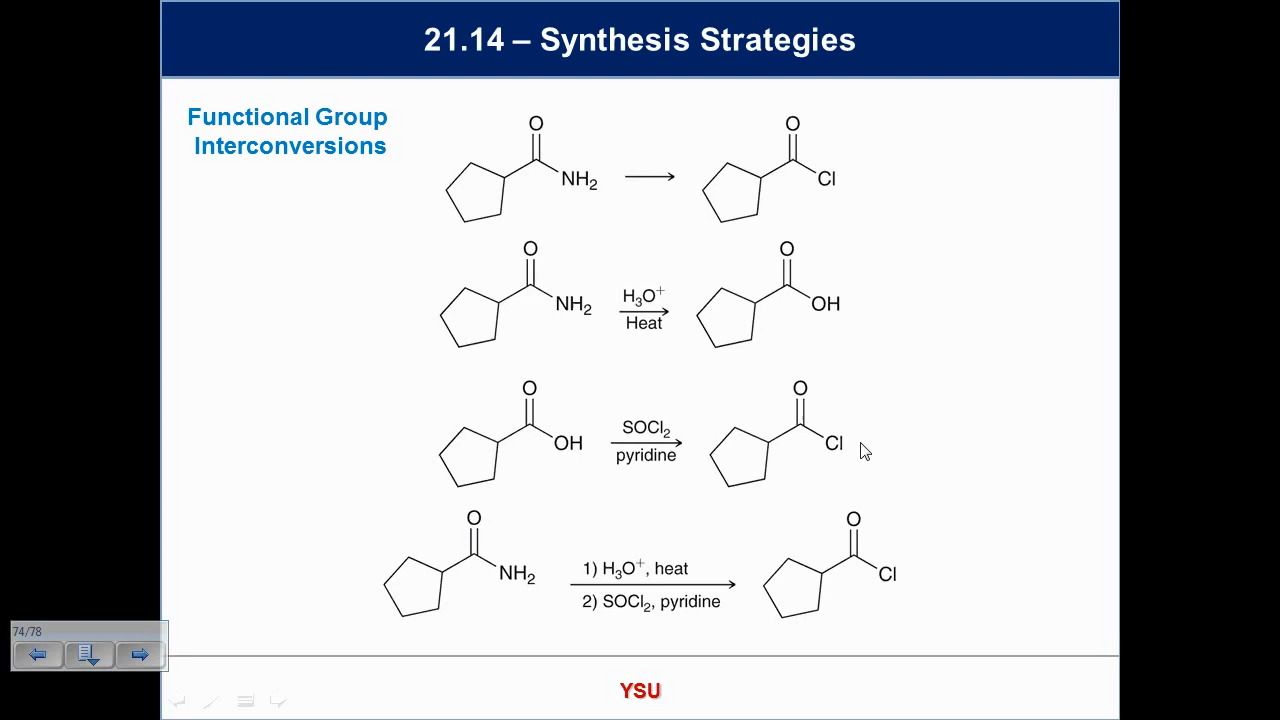 21.14 – Synthesis Strategies
Functional Group
Interconversions
O
NH2
O
Cl
O
NH2
H3O+
Heat
O
OH
O
OH
SOCl2
pyridine
O
Cl
O
NH2
1) H3O+, heat
2) SOCl2, pyridine
O
Cl
74/78
YSU